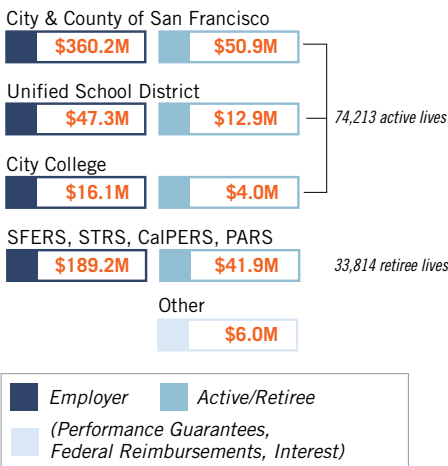 City & County of San Francisco
$360.2M $50.9M
Unified School District
$47.3M $12.9M
74,213 active lives
City College
$16.1M $4.0M
SFERS, STRS, CalPERS, PARS
$189.2M $41.9M
33,814 retiree lives
Other
$6.0M
Employer Active/Retiree
(Performance Guarantees,
Federal Reimbursements, Interest)